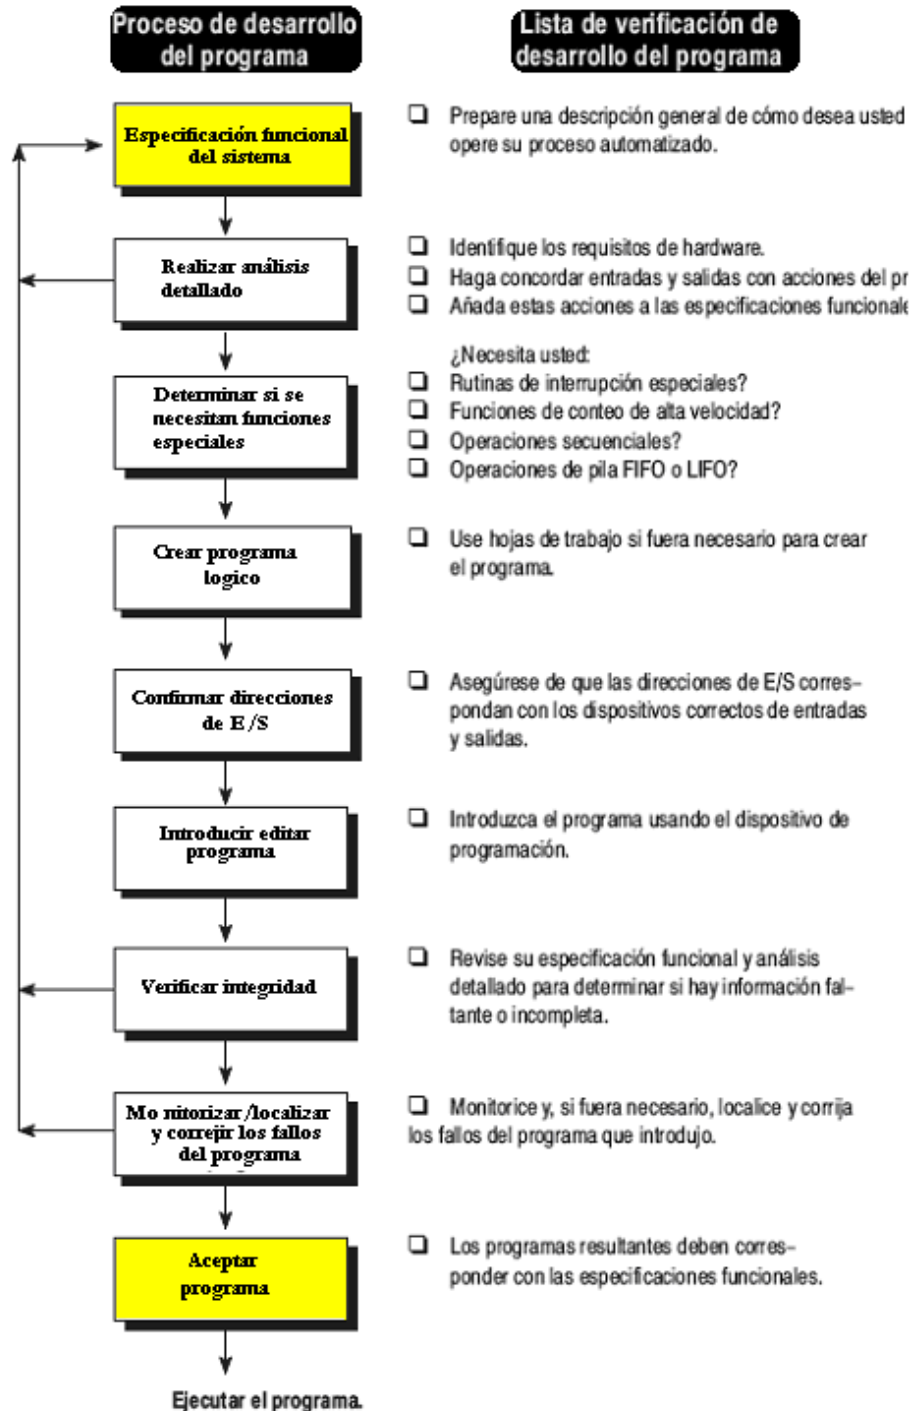 Proceso de desarrollo
del programa
Lista de verificación de
desarrollo del programa
Especificación funcional
del sistema
❏ Prepare una descripción general de cómo desea usted
opere su proceso automatizado.
Realizar análisis
detallado
❏ Identifique los requisitos de hardware.
❏ Haga concordar entradas y salidas con acciones del
❏ Añada estas acciones a las especificaciones
Determinar si se
necesitan funciones
especiales
¿Necesita usted:
❏ Rutinas de interrupción especiales?
❏ Funciones de conteo de alta velocidad?
❏ Operaciones secuenciales?
❏ Operaciones de pila FIFO o LIFO?
Crear programa
logico
❏ Use hojas de trabajo si fuera necesario para crear
el programa.
Confirmar direcciones
de E/S
❏ Asegúrese de que las direcciones de E/S corres-
pondan con los dispositivos correctos de entradas
y salidas.
Introducir editar
programa
❏ Introduzca el programa usando el dispositivo de
programación.
Verificar integridad
❏ Revise su especificación funcional y análisis
detallado para determinar si hay información fal-
tante o incompleta.
Mo nitorizar/localizar
y correjir los fallos
del programa
❏ Monitorice y, si fuera necesario, localice y corrija
los fallos del programa que introdujo.
Aceptar
programa
❏ Los programas resultantes deben corres-
ponder con las especificaciones funcionales.
Ejecutar el programa.